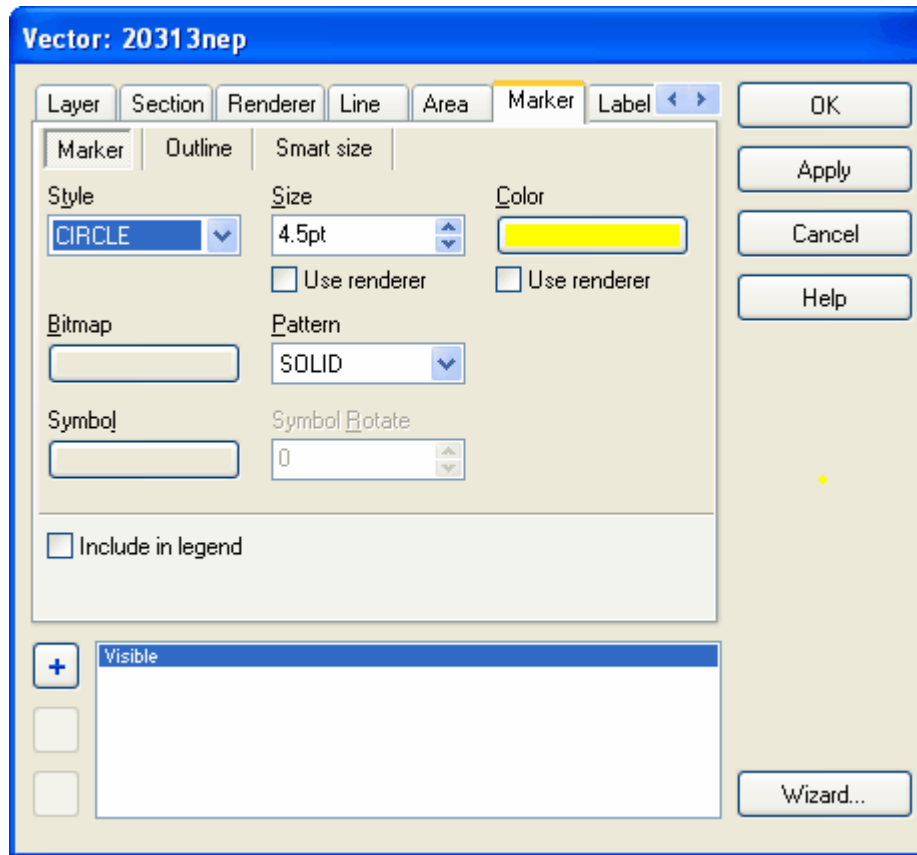 Vector: 20313nep
Layer Section Renderer Line Area Marker Label
OK
Marker Outline Smart size
Apply
Style Size Color
CIRCLE 4.5pt
Cancel
Use renderer Use renderer
Help
Bitmap Pattern
SOLID
Symbol Symbol Rotate
0
Include in legend
+ Visible
Wizard...